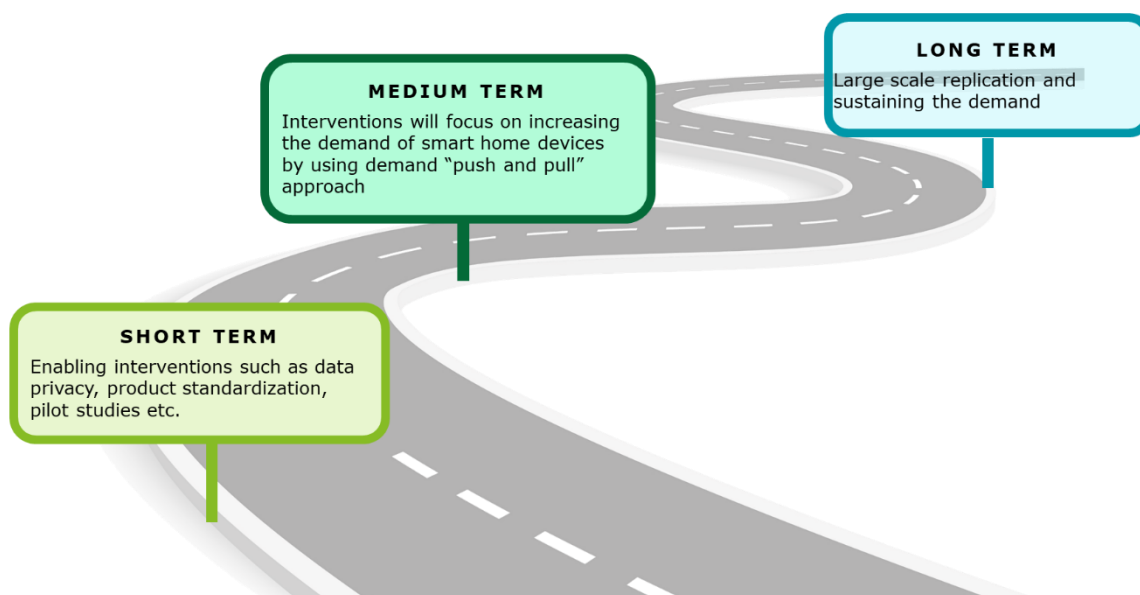 LONG TERM
Large scale replication and
sustaining the demand
MEDIUM TERM
Interventions will focus on increasing
the demand of smart home devices
by using demand “push and pull”
approach
SHORT TERM
Enabling interventions such as data
privacy, product standardization,
pilot studies etc.